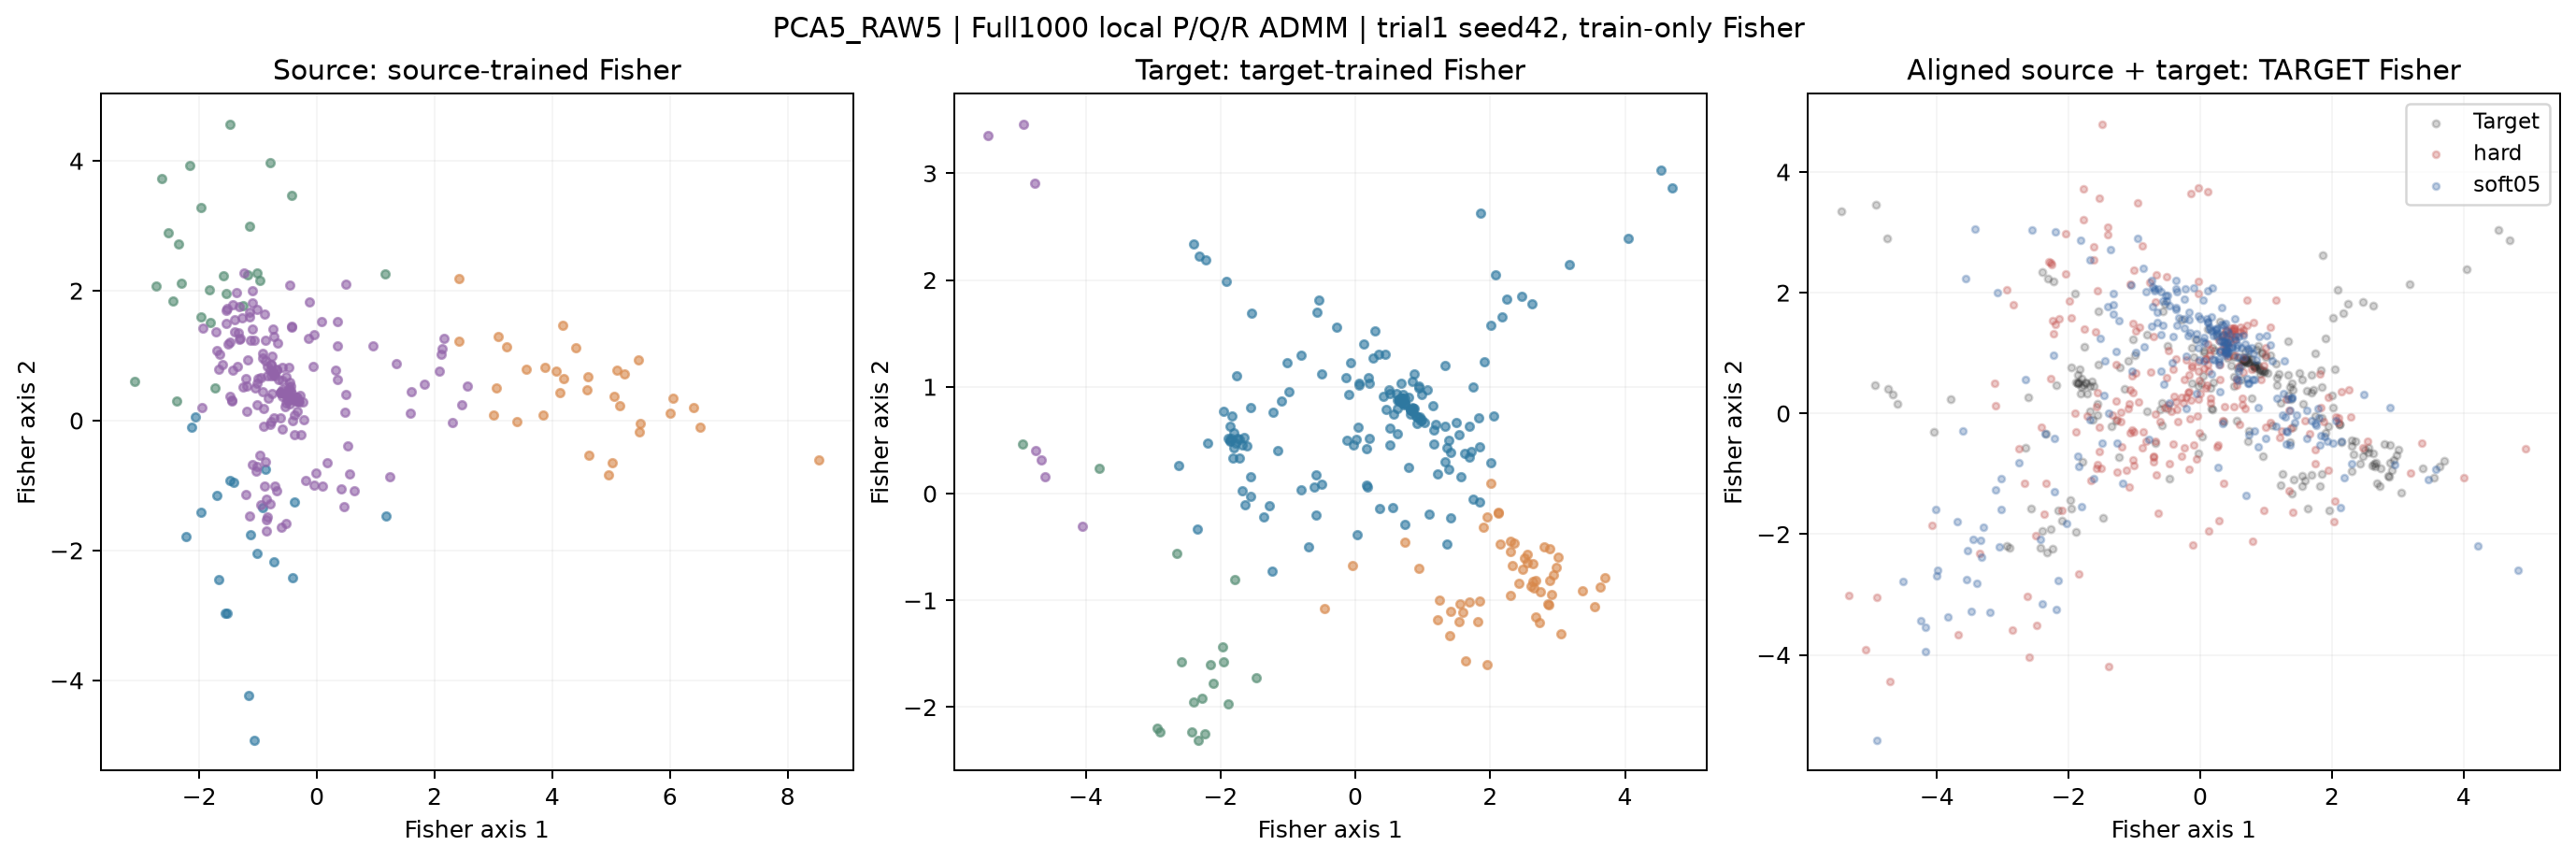 PCA5_RAW5 | Full1000 local P/Q/R ADMM | trial1 seed42, train-only Fisher
Source: source-trained Fisher
Fisher axis 2
4
2
0
−2
−4
−2 0 2 4 6 8
Fisher axis 1
Target: target-trained Fisher
Fisher axis 2
3
2
1
0
−1
−2
−4 −2 0 2 4
Fisher axis 1
Aligned source + target: TARGET Fisher
Target
hard
soft05
Fisher axis 2
4
2
0
−2
−4
−4 −2 0 2 4
Fisher axis 1